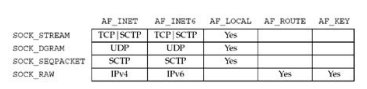 AF_INET AF_INET6 AF_LOCAL AF_ROUTE AF_KEY
SOCK_STREAM TCP|SCTP TCP|SCTP Yes
SOCK_DGRAM UDP UDP Yes
SOCK_SEQPACKET SCTP SCTP Yes
SOCK_RAW IPv4 IPv6 Yes Yes